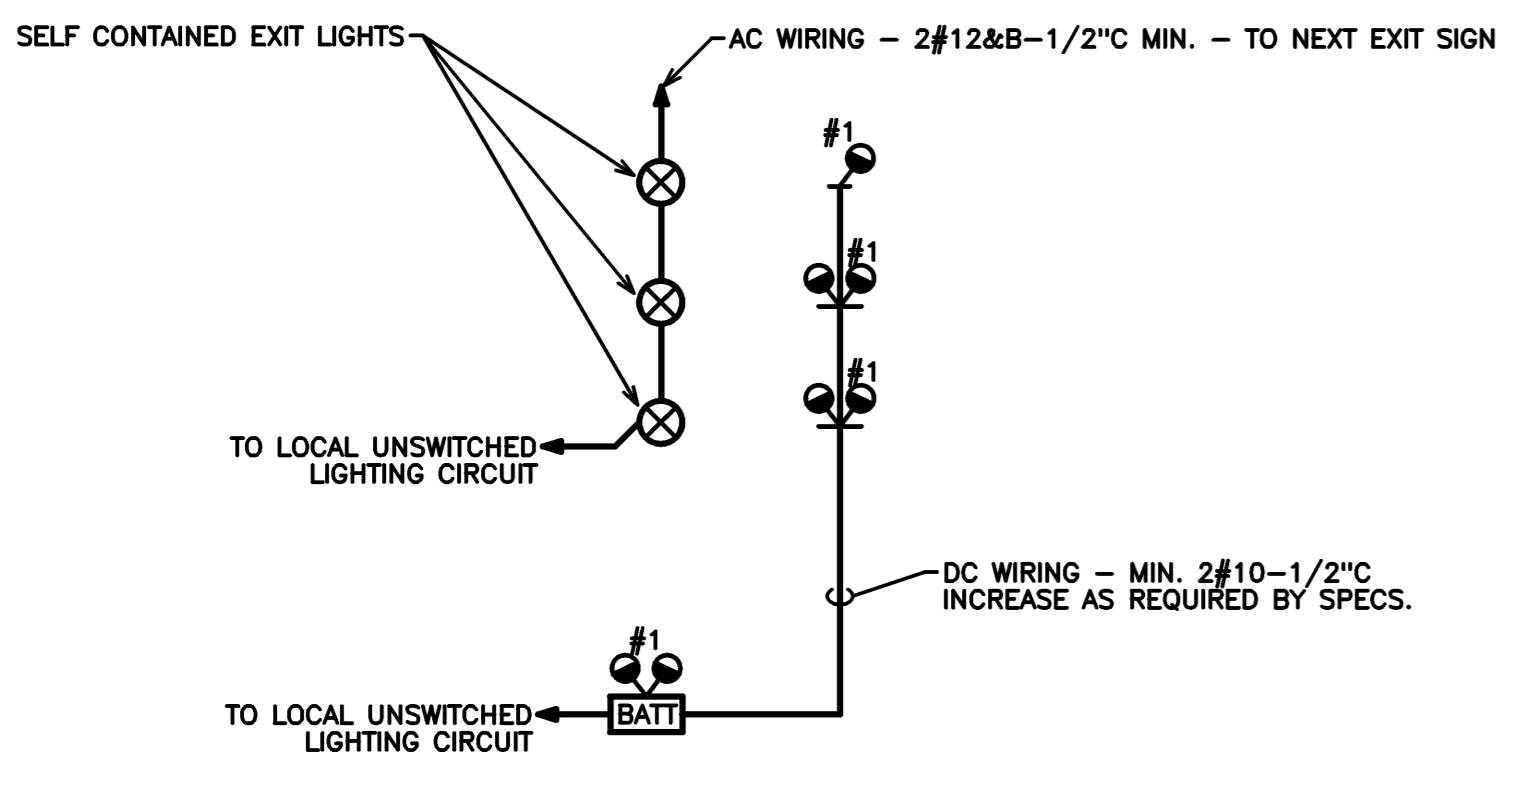 SELF CONTAINED EXIT LIGHTS
AC WIRING - 2#12&B-1/2"C MIN. - TO NEXT EXIT SIGN
#1
#1
#1
TO LOCAL UNSWITCHED
LIGHTING CIRCUIT
DC WIRING - MIN. 2#10-1/2"C
INCREASE AS REQUIRED BY SPECS.
#1
BATT
TO LOCAL UNSWITCHED
LIGHTING CIRCUIT